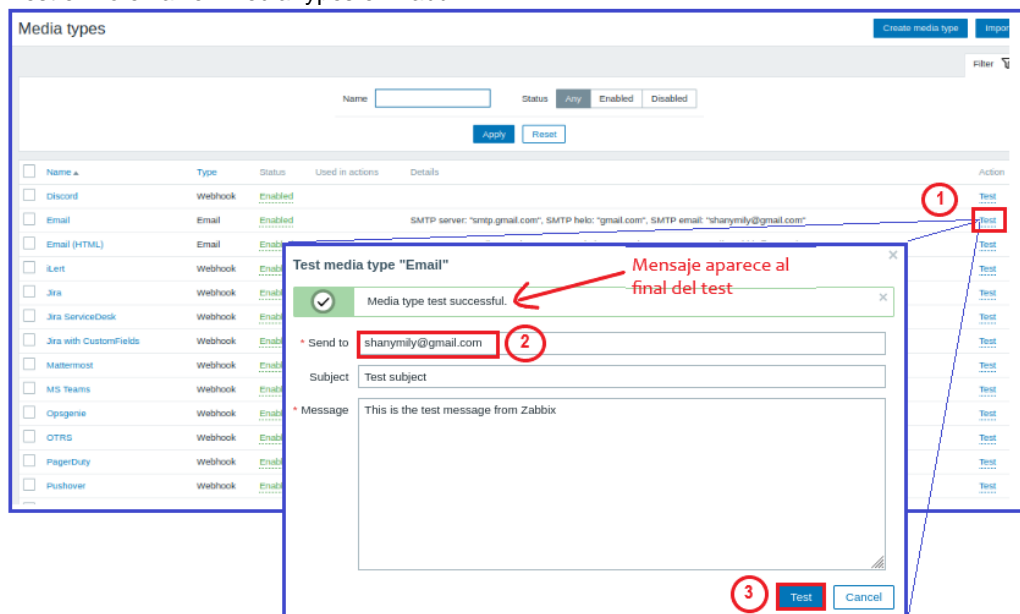 Media types
Create media type
Filter
Name
Status Any Enabled Disabled
Apply Reset
Name Type Status Used in actions Details Action
Discord Webhook Enabled Test
1
Email Email Enabled SMTP server: "smtp.gmail.com", SMTP helo: "gmail.com", SMTP email: "shanymily@gmail.com" Test
Email (HTML) Email Test
iLert Webhook Test
Jira Webhook Test
Jira ServiceDesk Webhook Test
Jira with CustomFields Webhook Test
Mattermost Webhook Test
MS Teams Webhook Test
Opsgenie Webhook Test
OTRS Webhook Test
PagerDuty Webhook Test
Pushover Webhook Test
Test media type "Email"
Mensaje aparece al
final del test
Media type test successful.
* Send to shanymily@gmail.com 2
Subject Test subject
* Message This is the test message from Zabbix
3 Test Cancel